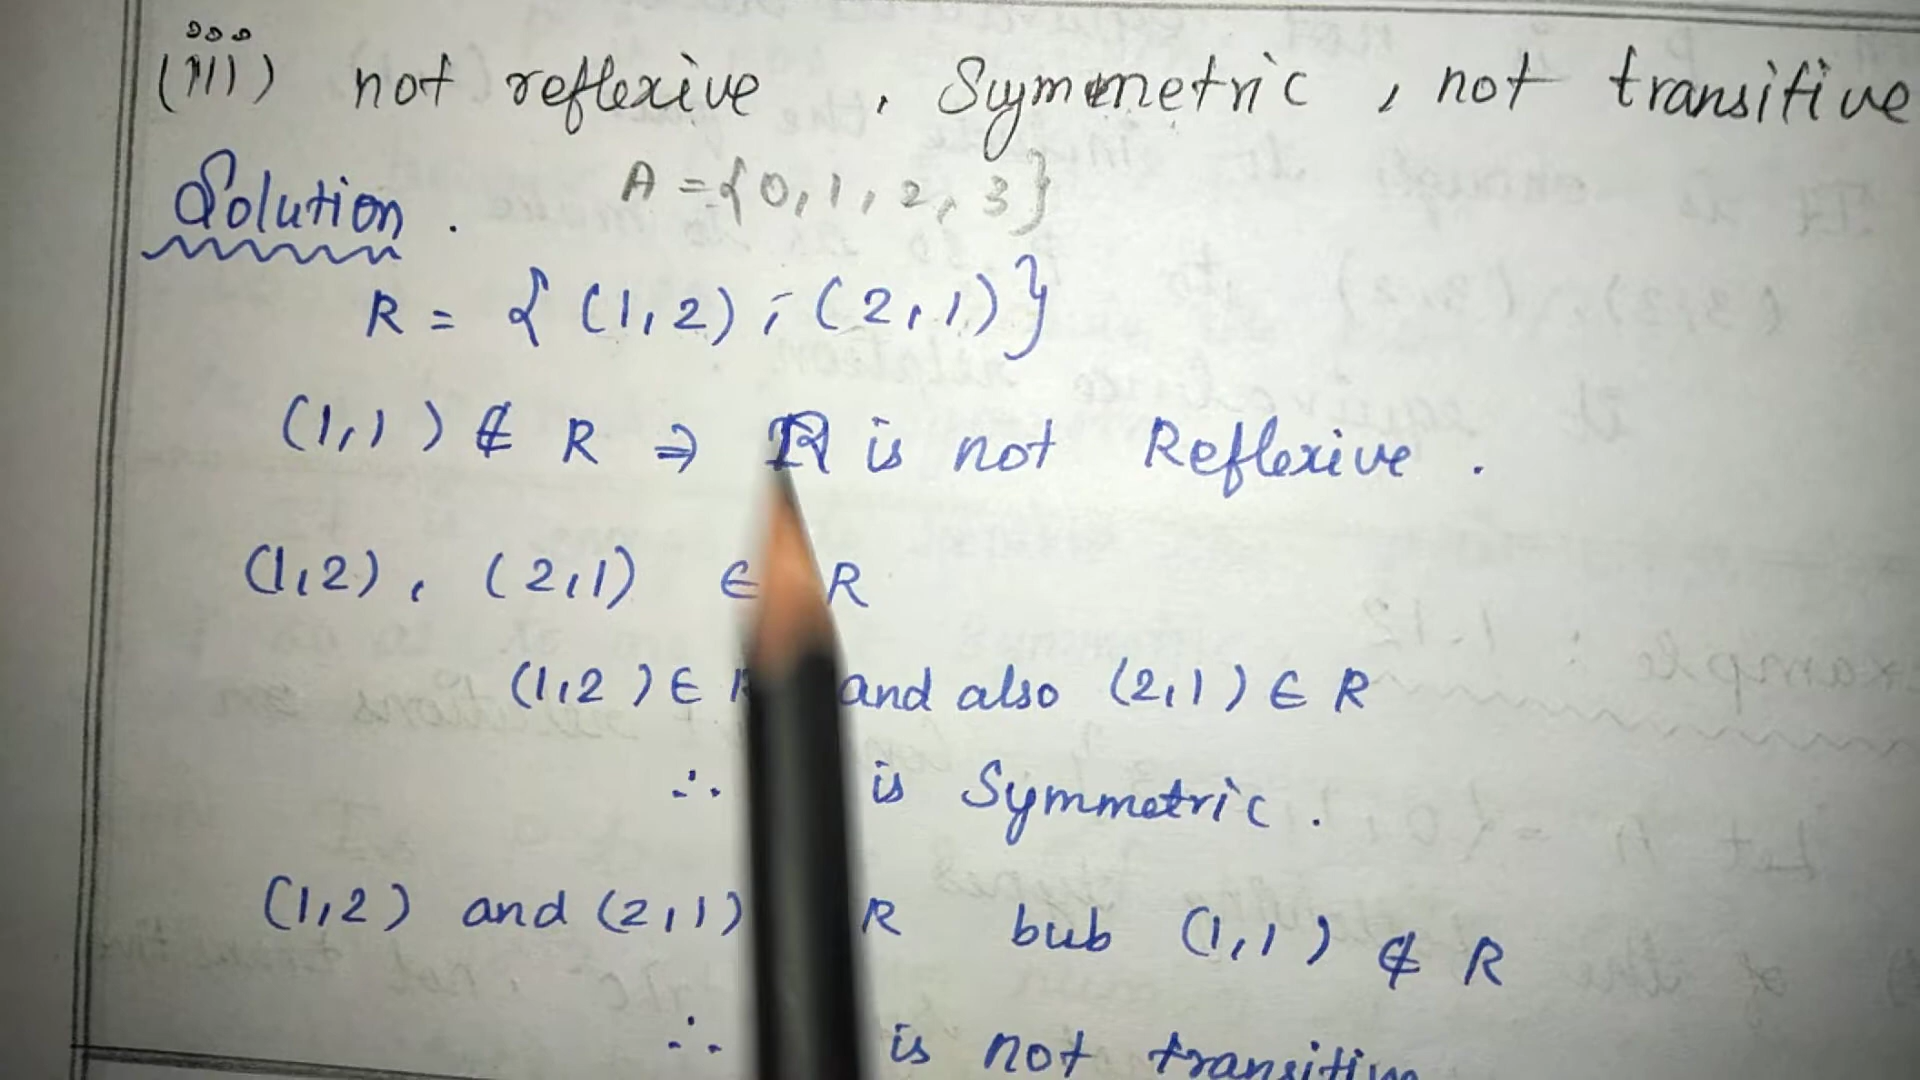 (iii) not reflexive , Symmetric , not transitive
Solution . A = {0,1,2,3}
R = { (1,2) , (2,1) }
(1,1) ∉ R ⇒ R is not Reflexive .
(1,2) , (2,1) ∈ R
(1,2) ∈ R and also (2,1) ∈ R
∴ is Symmetric .
(1,2) and (2,1) R but (1,1) ∉ R
∴ is not transitive